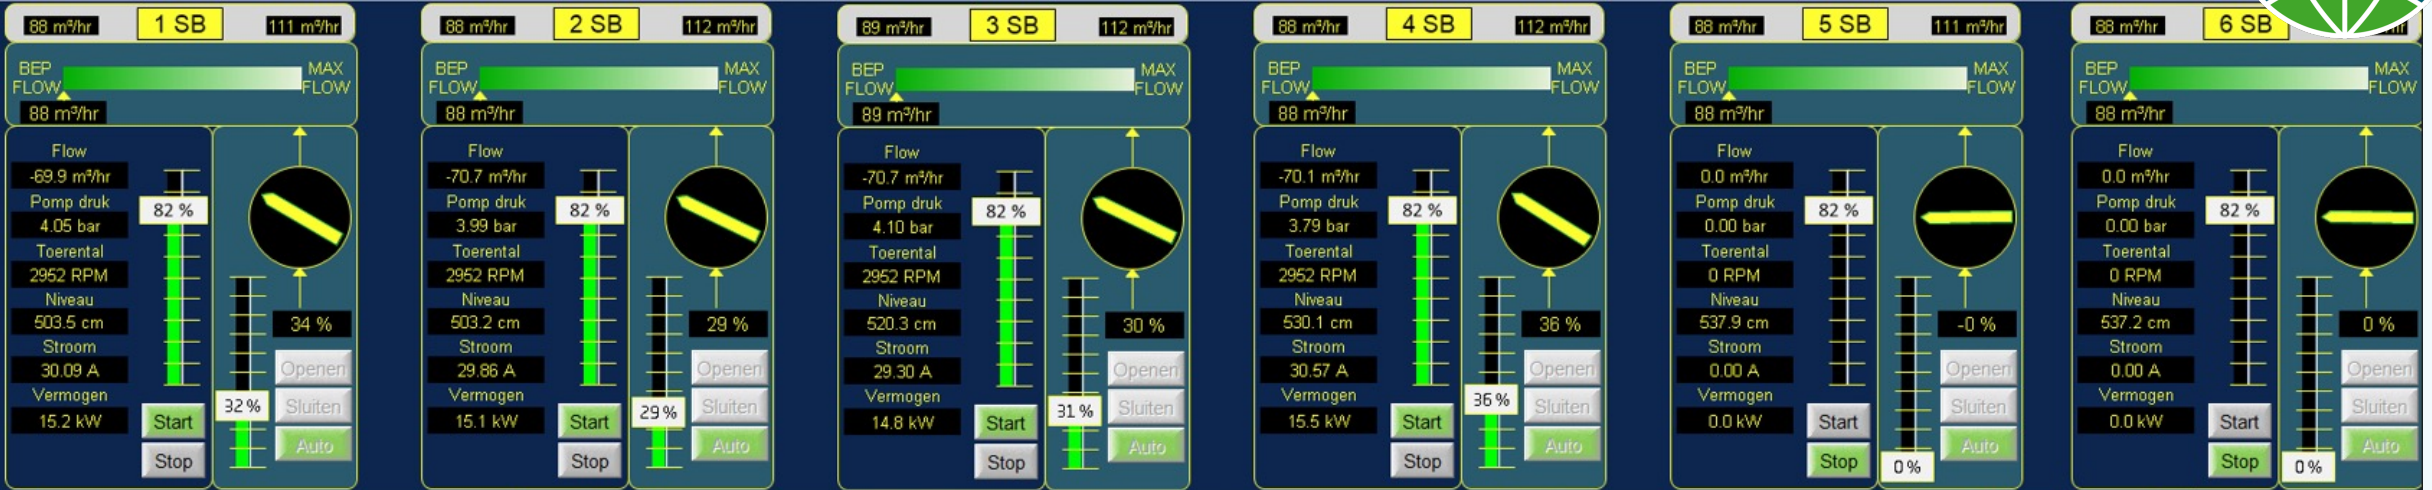 88 m³/hr 1 SB 111 m³/hr
BEP MAX
FLOW FLOW
88 m³/hr
Flow
-69.9 m³/hr
Pomp druk
82 %
4.05 bar
Toerental
2952 RPM
Niveau
503.5 cm
34 %
Stroom
30.09 A
Openen
Vermogen
32 %
Sluiten
15.2 kW
Start
Auto
Stop
88 m³/hr 2 SB 112 m³/hr
BEP MAX
FLOW FLOW
88 m³/hr
Flow
-70.7 m³/hr
Pomp druk
82 %
3.99 bar
Toerental
2952 RPM
Niveau
503.2 cm
29 %
Stroom
29.86 A
Openen
Vermogen
29 %
Sluiten
15.1 kW
Start
Auto
Stop
89 m³/hr 3 SB 112 m³/hr
BEP MAX
FLOW FLOW
89 m³/hr
Flow
-70.7 m³/hr
Pomp druk
82 %
4.10 bar
Toerental
2952 RPM
Niveau
520.3 cm
30 %
Stroom
29.30 A
Openen
Vermogen
31 %
Sluiten
14.8 kW
Start
Auto
Stop
88 m³/hr 4 SB 112 m³/hr
BEP MAX
FLOW FLOW
88 m³/hr
Flow
-70.1 m³/hr
Pomp druk
82 %
3.79 bar
Toerental
2952 RPM
Niveau
530.1 cm
36 %
Stroom
30.57 A
Openen
Vermogen
36 %
Sluiten
15.5 kW
Start
Auto
Stop
88 m³/hr 5 SB 111 m³/hr
BEP MAX
FLOW FLOW
88 m³/hr
Flow
0.0 m³/hr
Pomp druk
82 %
0.00 bar
Toerental
0 RPM
Niveau
537.9 cm
-0 %
Stroom
0.00 A
Openen
Vermogen
Sluiten
0.0 kW
Start
Auto
Stop
0 %
88 m³/hr 6 SB
BEP MAX
FLOW FLOW
88 m³/hr
Flow
0.0 m³/hr
Pomp druk
82 %
0.00 bar
Toerental
0 RPM
Niveau
537.2 cm
0 %
Stroom
0.00 A
Openen
Vermogen
Sluiten
0.0 kW
Start
Auto
Stop
0 %